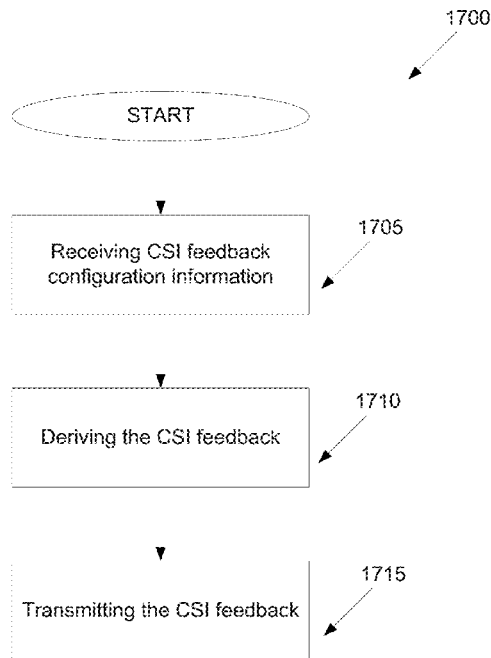 1700
START
Receiving CSI feedback
configuration information
1705
Deriving the CSI feedback
1710
Transmitting the CSI feedback
1715